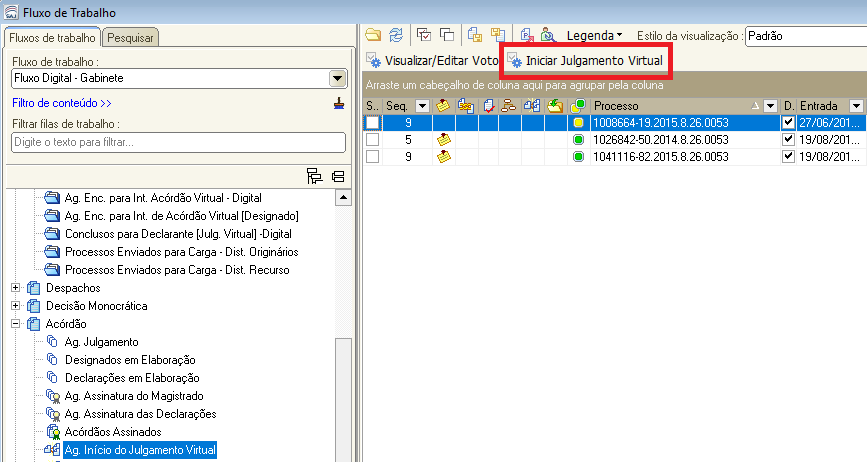 SAJ Fluxo de Trabalho
Fluxos de trabalho Pesquisar
Fluxo de trabalho :
Fluxo Digital - Gabinete
Filtro de conteúdo >>
Filtrar filas de trabalho :
Digite o texto para filtrar...
Ag. Enc. para Int. Acórdão Virtual - Digital
Ag. Enc. para Int. de Acórdão Virtual [Designado]
Conclusos para Declarante [Julg. Virtual] -Digital
Processos Enviados para Carga - Dist. Originários
Processos Enviados para Carga - Dist. Recurso
Despachos
Decisão Monocrática
Acórdão
Ag. Julgamento
Designados em Elaboração
Declarações em Elaboração
Ag. Assinatura do Magistrado
Ag. Assinatura das Declarações
Acórdãos Assinados
Ag. Início do Julgamento Virtual
Legenda Estilo da visualização : Padrão
Visualizar/Editar Voto Iniciar Julgamento Virtual
Arraste um cabeçalho de coluna aqui para agrupar pela coluna
S.. Seq. Processo D. Entrada
9 1008664-19.2015.8.26.0053 27/06/201...
5 1026842-50.2014.8.26.0053 19/08/201...
9 1041116-82.2015.8.26.0053 19/08/201...